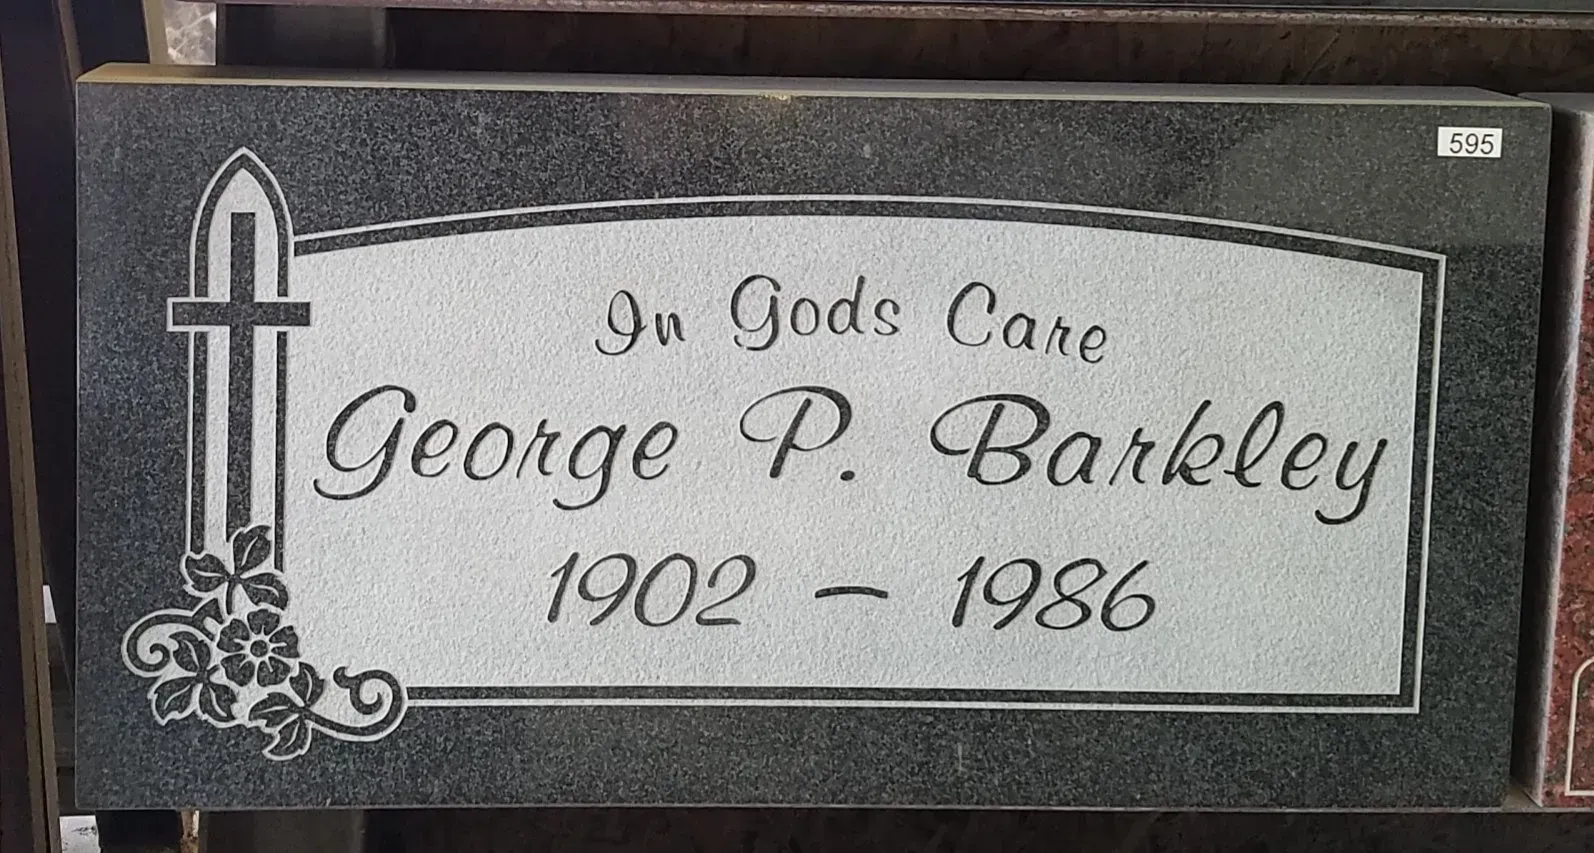 595
In Gods Care
George P. Barkley
1902 – 1986